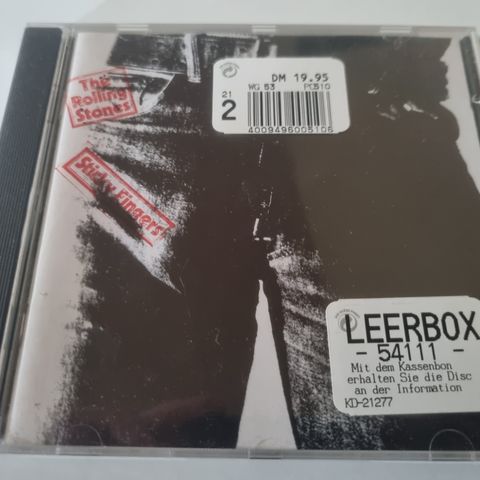 The
Rolling
Stones
Sticky Fingers
DM 19.95
WG 53 PC510
21
2
4009496005106
LEERBOX
- 54111 -
Mit dem Kassenbon
erhalten Sie die Disc
an der Information
KD-21277